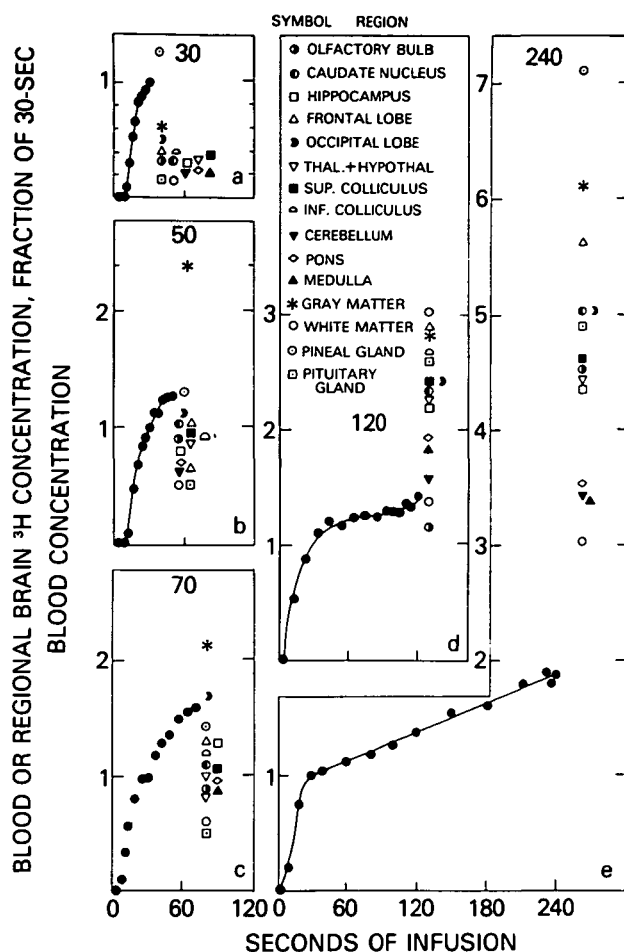 BLOOD OR REGIONAL BRAIN ³H CONCENTRATION, FRACTION OF 30-SEC
BLOOD CONCENTRATION
30
1
a
50
2
1
b
70
2
1
0
c
0 60 120
SYMBOL REGION
OLFACTORY BULB
CAUDATE NUCLEUS
HIPPOCAMPUS
FRONTAL LOBE
OCCIPITAL LOBE
THAL.+HYPOTHAL
SUP. COLLICULUS
INF. COLLICULUS
CEREBELLUM
PONS
MEDULLA
GRAY MATTER
WHITE MATTER
PINEAL GLAND
PITUITARY
GLAND
3
120
2
1
0
d
240
7
6
5
4
3
2
1
0
e
0 60 120 180 240
SECONDS OF INFUSION